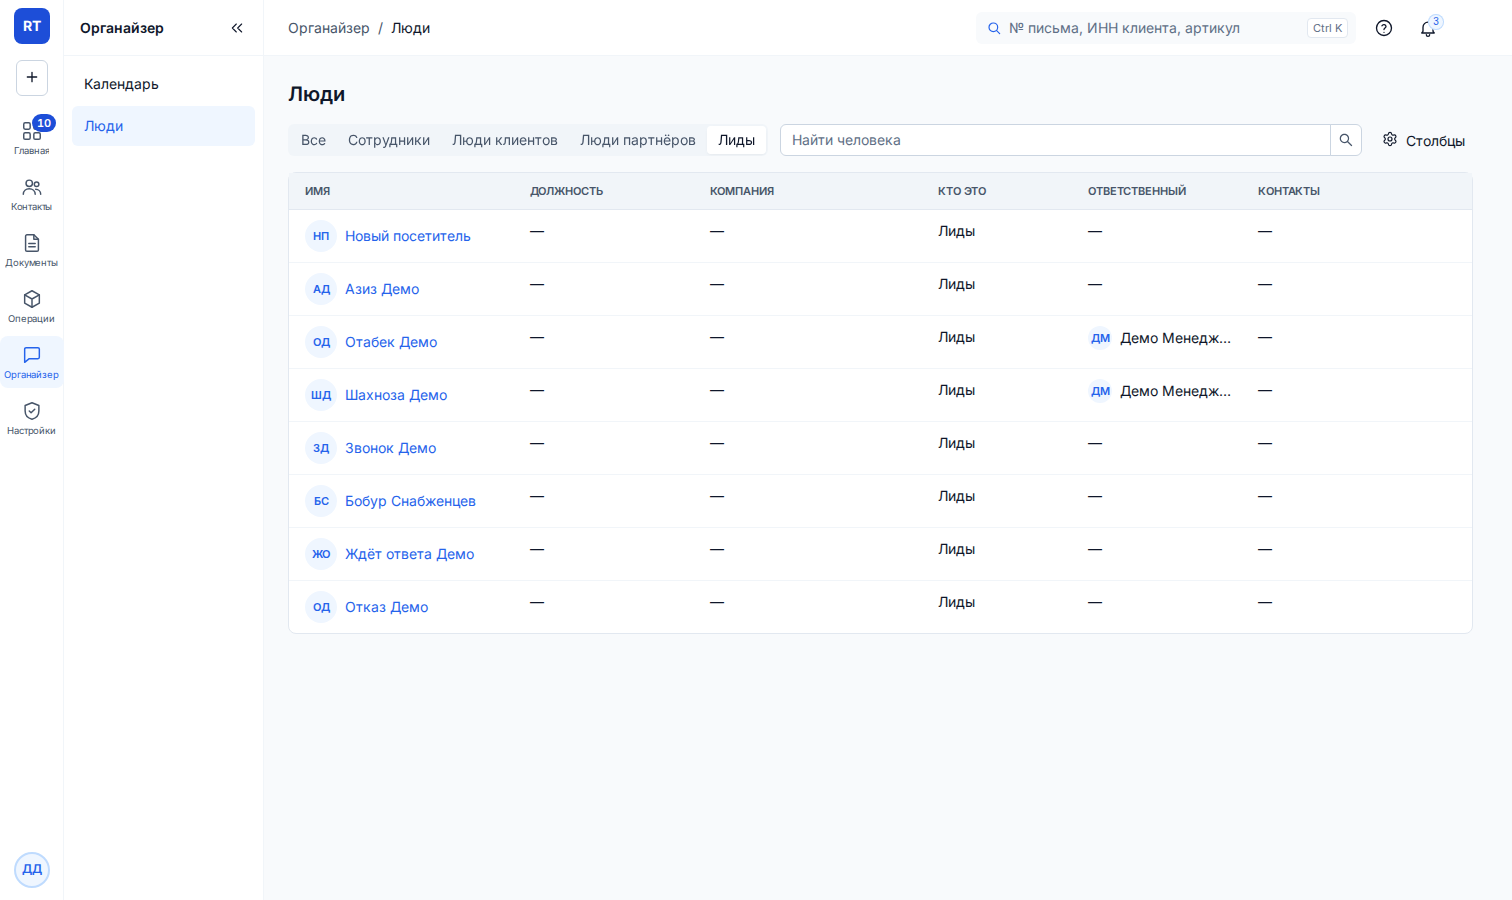 RT
Органайзер
Органайзер / Люди
№ письма, ИНН клиента, артикул
Ctrl K
3
10
Главная
Контакты
Документы
Операции
Органайзер
Настройки
ДД
Календарь
Люди
Люди
Все Сотрудники Люди клиентов Люди партнёров Лиды
Найти человека
Столбцы
ИМЯ ДОЛЖНОСТЬ КОМПАНИЯ КТО ЭТО ОТВЕТСТВЕННЫЙ КОНТАКТЫ
НП Новый посетитель — — Лиды — —
АД Азиз Демо — — Лиды — —
ОД Отабек Демо — — Лиды ДМ Демо Менедж... —
ШД Шахноза Демо — — Лиды ДМ Демо Менедж... —
ЗД Звонок Демо — — Лиды — —
БС Бобур Снабженцев — — Лиды — —
ЖО Ждёт ответа Демо — — Лиды — —
ОД Отказ Демо — — Лиды — —